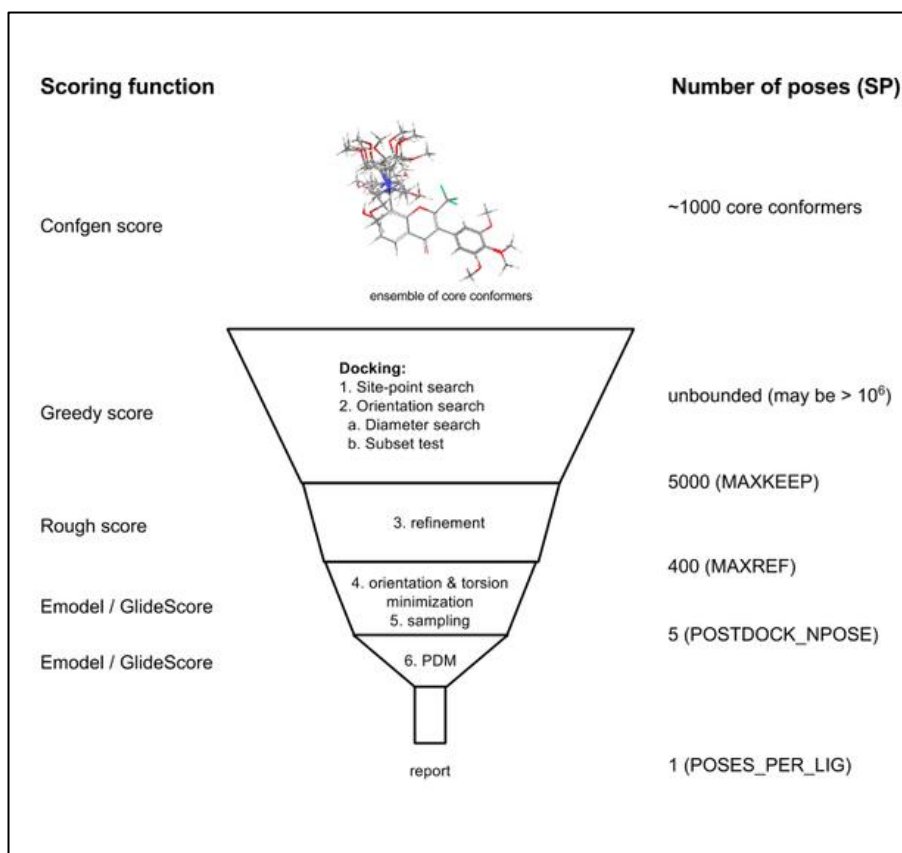 Scoring function
Number of poses (SP)
Confgen score
~1000 core conformers
ensemble of core conformers
Docking:
1. Site-point search
2. Orientation search
a. Diameter search
b. Subset test
Greedy score
unbounded (may be > 10⁶)
5000 (MAXKEEP)
Rough score
3. refinement
400 (MAXREF)
4. orientation & torsion
minimization
5. sampling
Emodel / GlideScore
5 (POSTDOCK_NPOSE)
Emodel / GlideScore
6. PDM
report
1 (POSES_PER_LIG)